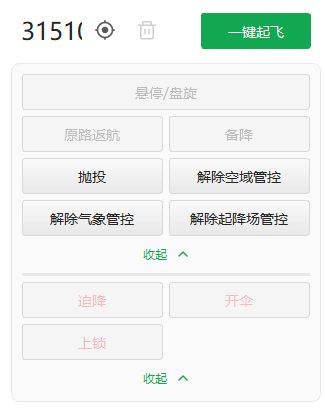 31510 一键起飞
悬停/盘旋
原路返航 备降
抛投 解除空域管控
解除气象管控 解除起降场管控
收起
迫降 开伞
上锁
收起